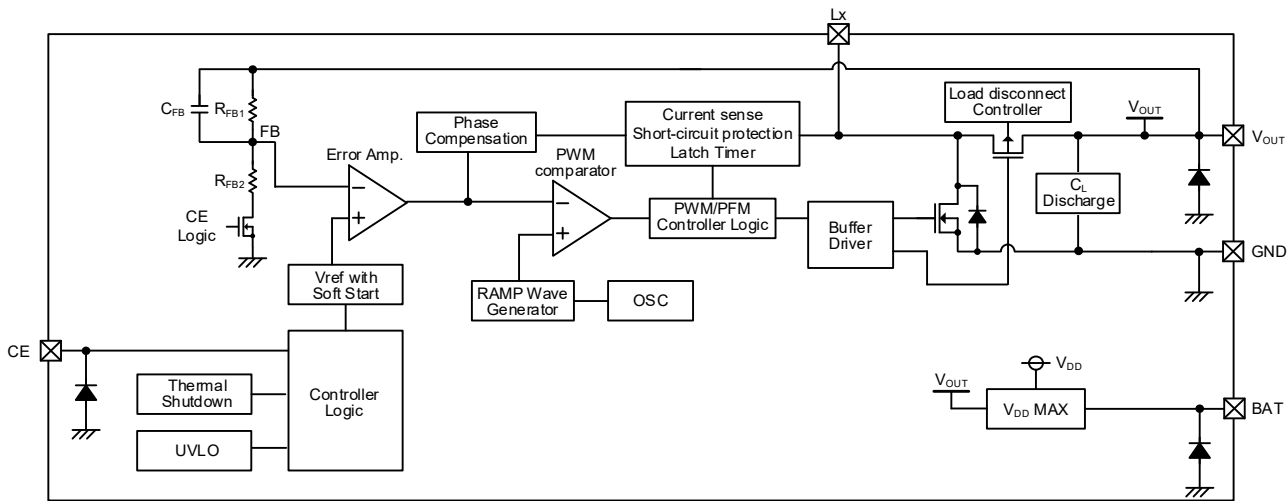 Lx
Load disconnect
Controller
VOUT
CFB
RFB1
FB
Phase
Compensation
Current sense
Short-circuit protection
Latch Timer
VOUT
Error Amp.
PWM
comparator
RFB2
CL
Discharge
CE
Logic
PWM/PFM
Controller Logic
Buffer
Driver
GND
Vref with
Soft Start
RAMP Wave
Generator
OSC
CE
Controller
Logic
Thermal
Shutdown
UVLO
VDD
VOUT
VDD MAX
BAT